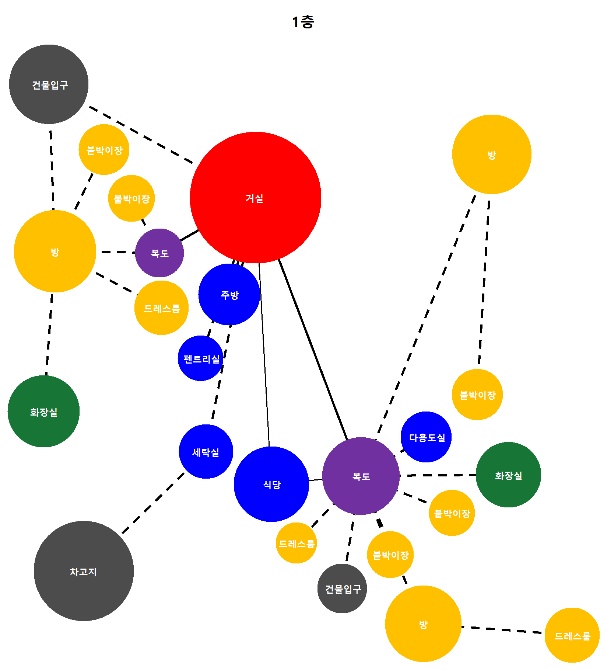 1층
건물입구
붙박이장
방
붙박이장
거실
방
복도
주방
드레스룸
펜트리실
붙박이장
화장실
다용도실
세탁실
식당
복도
화장실
붙박이장
드레스룸
붙박이장
차고지
건물입구
방
드레스룸